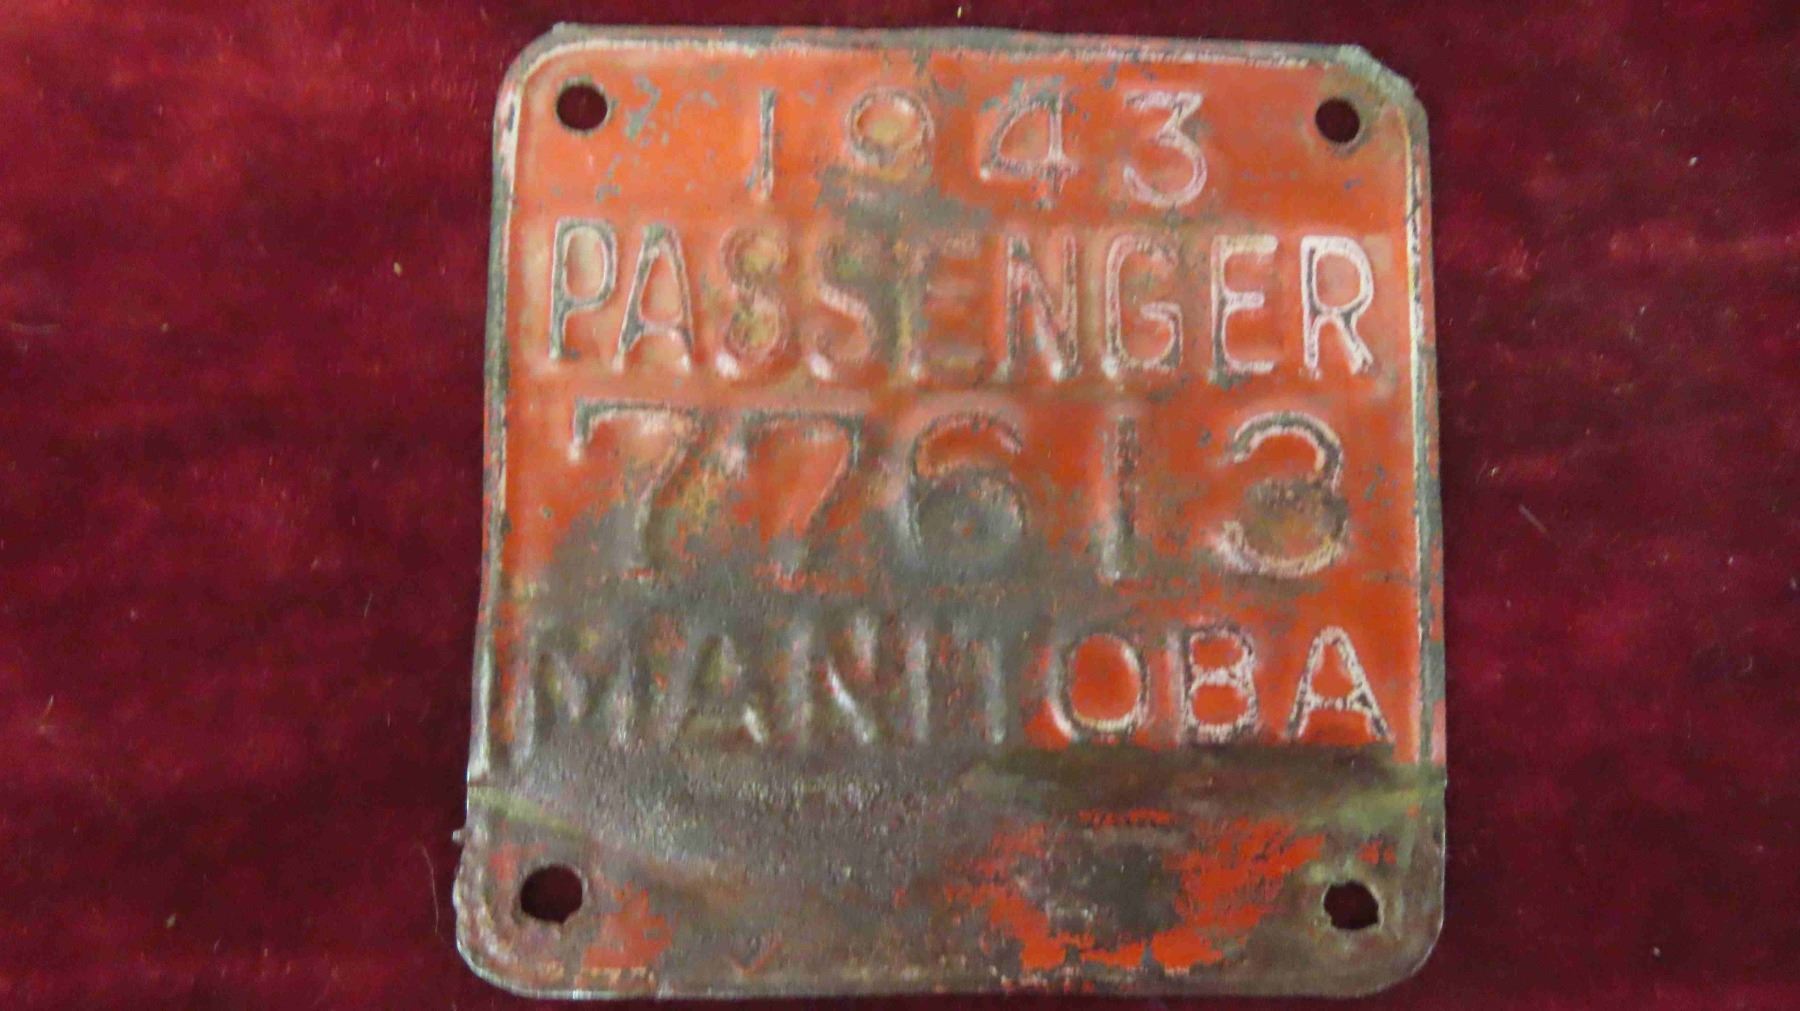 1943
PASSENGER
77613
MANITOBA